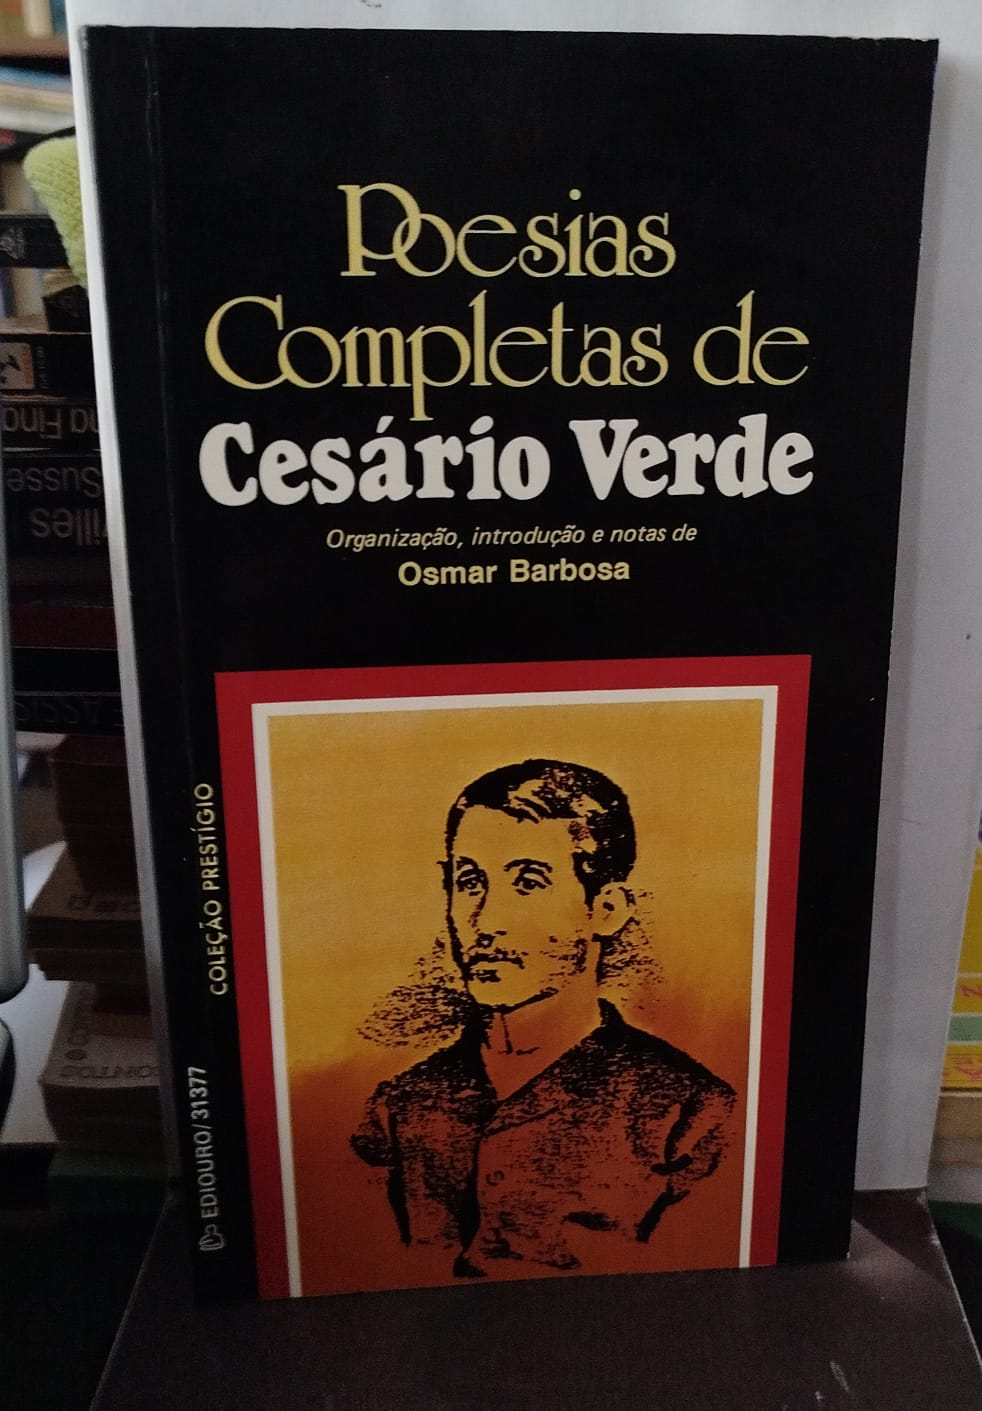 Poesias
Completas de
Cesário Verde
Organização, introdução e notas de
Osmar Barbosa
COLEÇÃO PRESTÍGIO
EDIOURO/31377